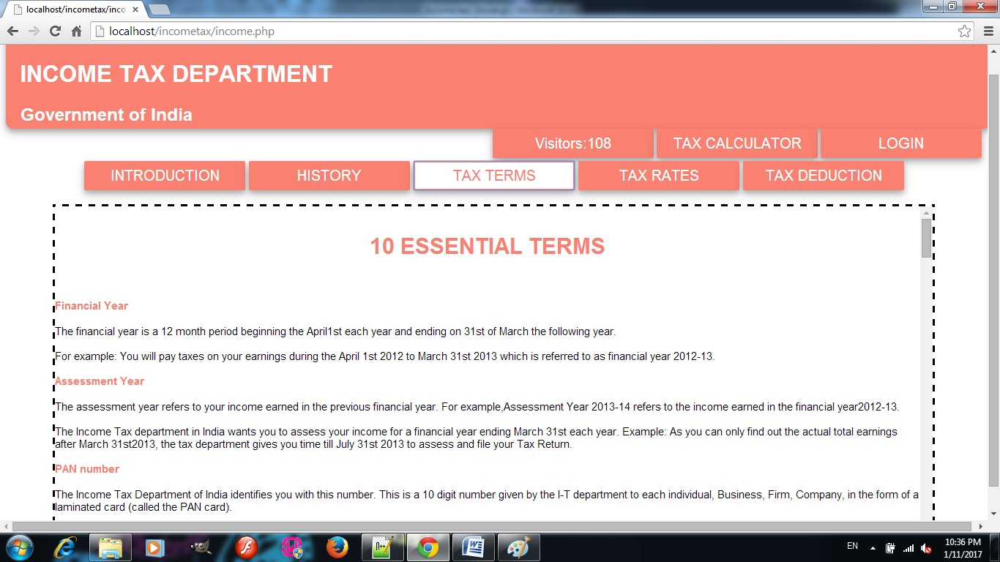 localhost/incometax/inco
localhost/incometax/income.php
INCOME TAX DEPARTMENT
Government of India
Visitors:108
TAX CALCULATOR
LOGIN
INTRODUCTION
HISTORY
TAX TERMS
TAX RATES
TAX DEDUCTION
10 ESSENTIAL TERMS
Financial Year
The financial year is a 12 month period beginning the April1st each year and ending on 31st of March the following year.
For example: You will pay taxes on your earnings during the April 1st 2012 to March 31st 2013 which is referred to as financial year 2012-13.
Assessment Year
The assessment year refers to your income earned in the previous financial year. For example,Assessment Year 2013-14 refers to the income earned in the financial year2012-13.
The Income Tax department in India wants you to assess your income for a financial year ending March 31st each year. Example: As you can only find out the actual total earnings
after March 31st2013, the tax department gives you time till July 31st 2013 to assess and file your Tax Return.
PAN number
The Income Tax Department of India identifies you with this number. This is a 10 digit number given by the I-T department to each individual, Business, Firm, Company, in the form of a
laminated card (called the PAN card).
EN
10:36 PM
1/11/2017